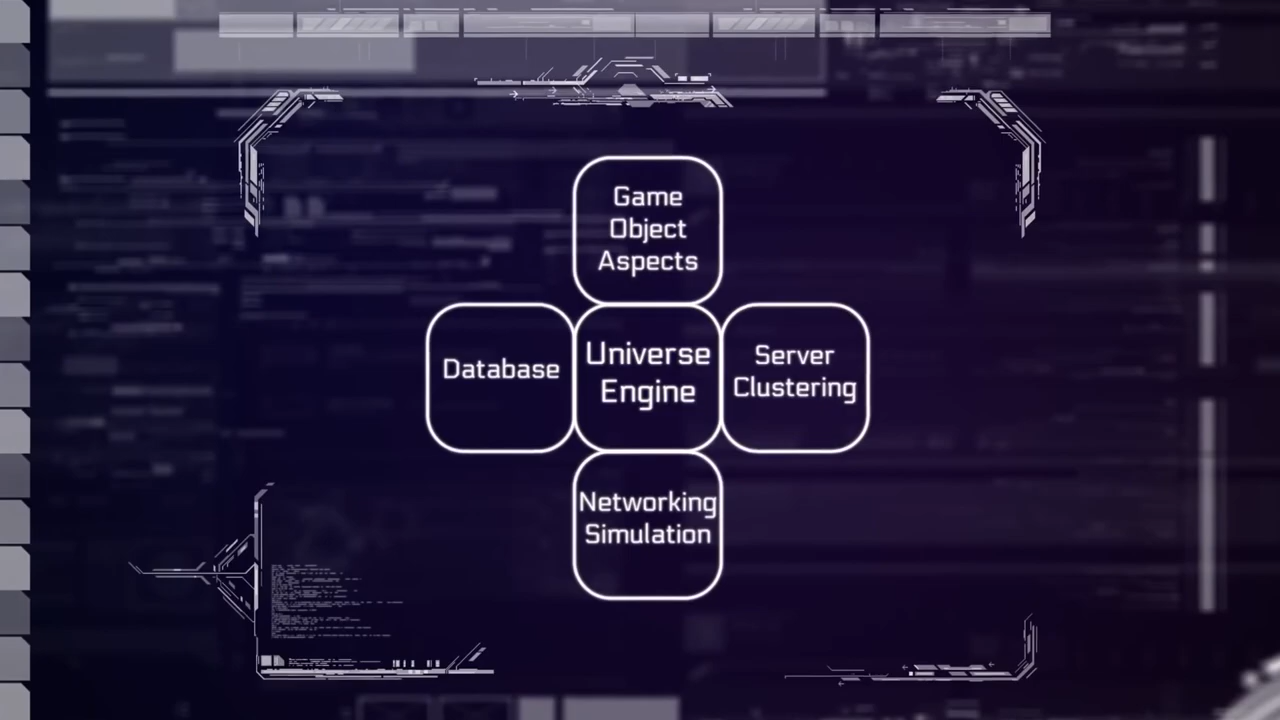 Game
Object
Aspects
Database
Universe
Engine
Server
Clustering
Networking
Simulation